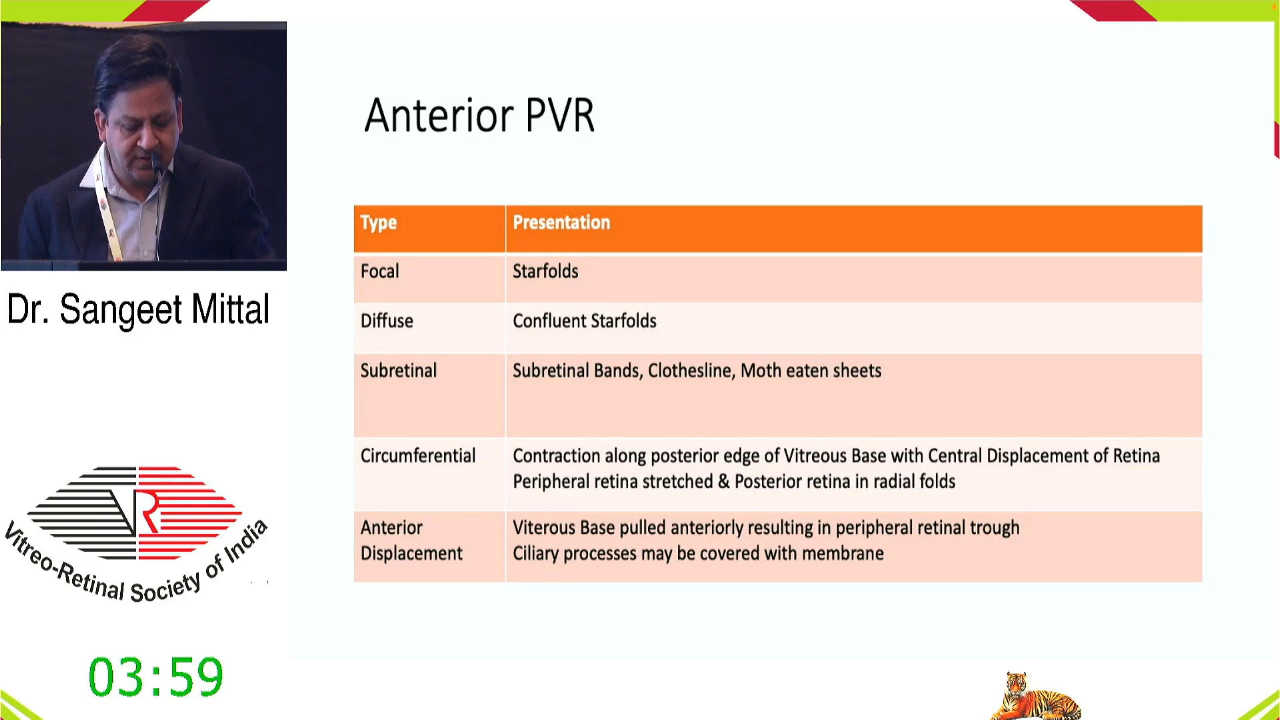 Anterior PVR
Type Presentation
Focal Starfolds
Diffuse Confluent Starfolds
Subretinal Subretinal Bands, Clothesline, Moth eaten sheets
Circumferential Contraction along posterior edge of Vitreous Base with Central Displacement of Retina
Peripheral retina stretched & Posterior retina in radial folds
Anterior Displacement Viterous Base pulled anteriorly resulting in peripheral retinal trough
Ciliary processes may be covered with membrane
Dr. Sangeet Mittal
VR
Vitreo-Retinal Society of India
03:59